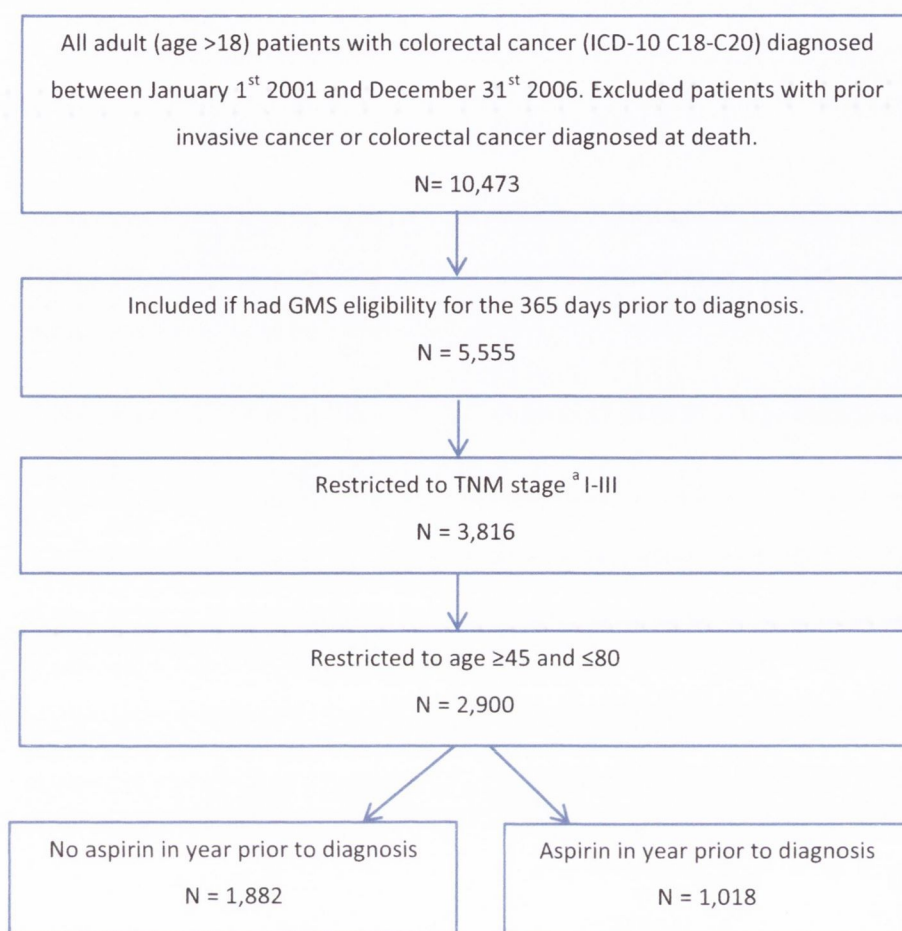 All adult (age >18) patients with colorectal cancer (ICD-10 C18-C20) diagnosed
between January 1st 2001 and December 31st 2006. Excluded patients with prior
invasive cancer or colorectal cancer diagnosed at death.
N= 10,473
Included if had GMS eligibility for the 365 days prior to diagnosis.
N = 5,555
Restricted to TNM stage a I-III
N = 3,816
Restricted to age ≥45 and ≤80
N = 2,900
No aspirin in year prior to diagnosis
N = 1,882
Aspirin in year prior to diagnosis
N = 1,018